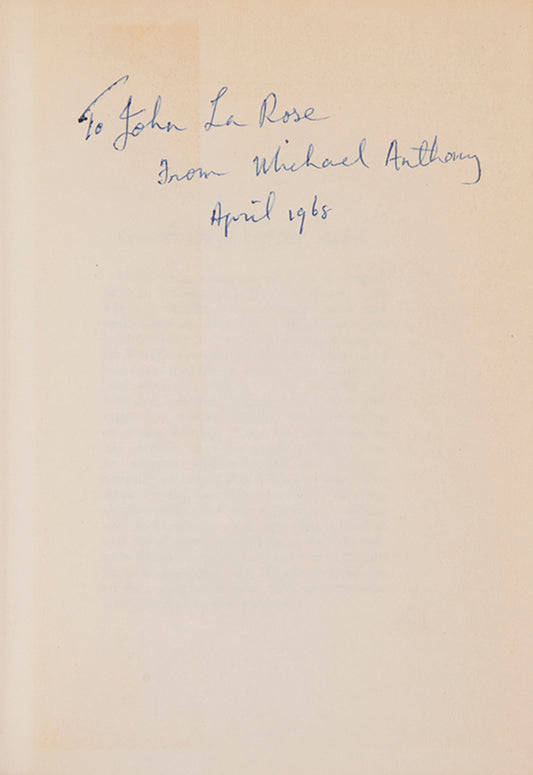 To John La Rose
From Michael Anthony
April 1968